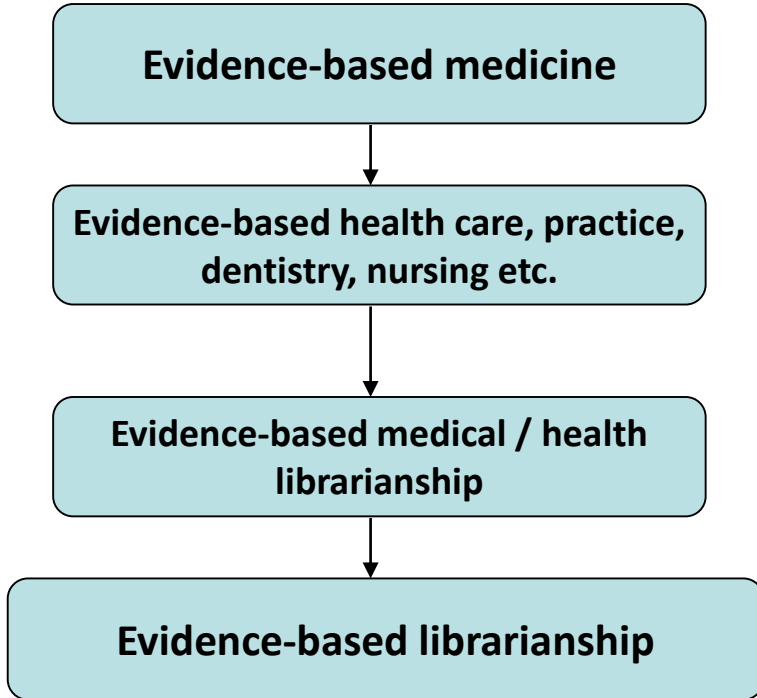 Evidence-based medicine
Evidence-based health care, practice,
dentistry, nursing etc.
Evidence-based medical / health
librarianship
Evidence-based librarianship